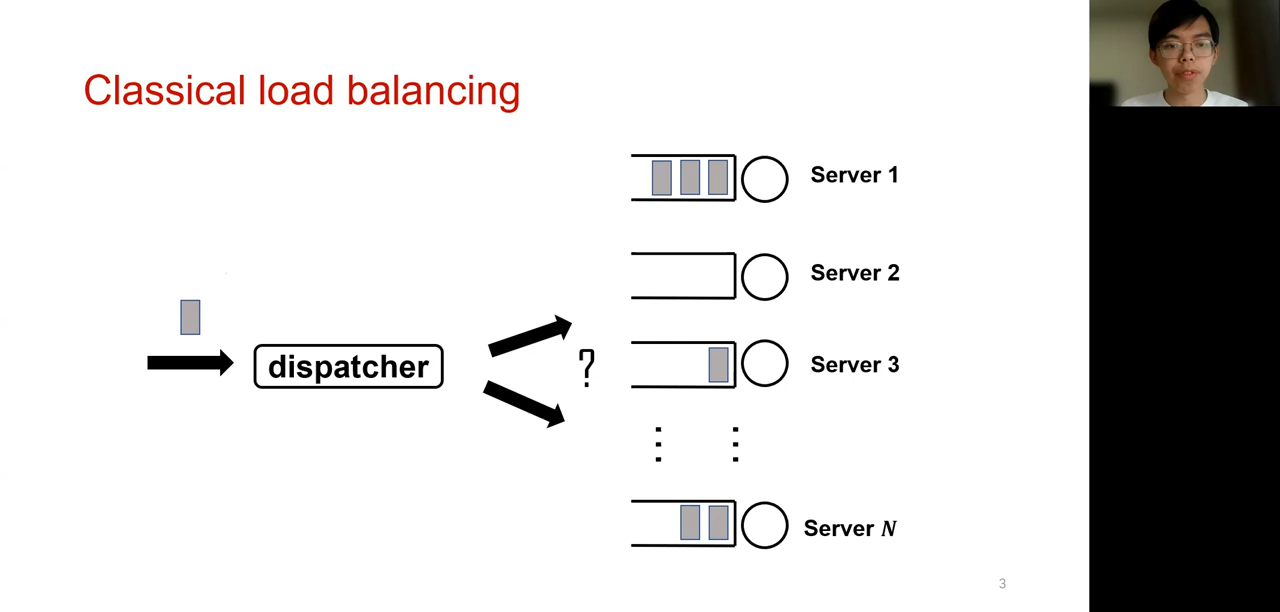 Classical load balancing
Server 1
Server 2
dispatcher
?
Server 3
Server N
3